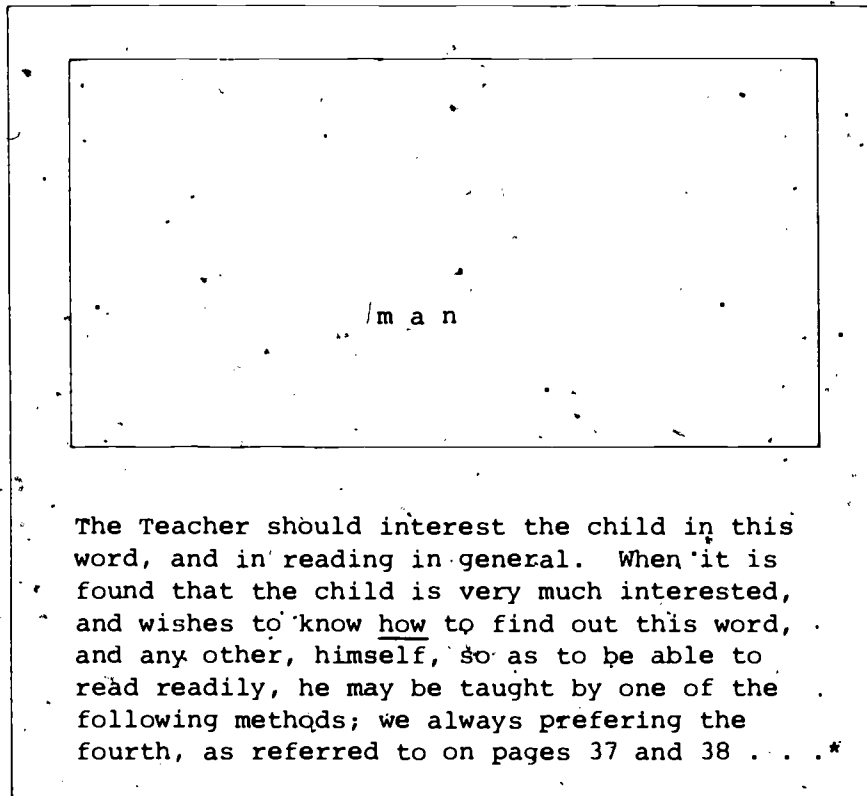 m a n
The Teacher should interest the child in this
word, and in reading in general. When it is
found that the child is very much interested,
and wishes to know how to find out this word,
and any other, himself, so as to be able to
read readily, he may be taught by one of the
following methods; we always prefering the
fourth, as referred to on pages 37 and 38 . . .*